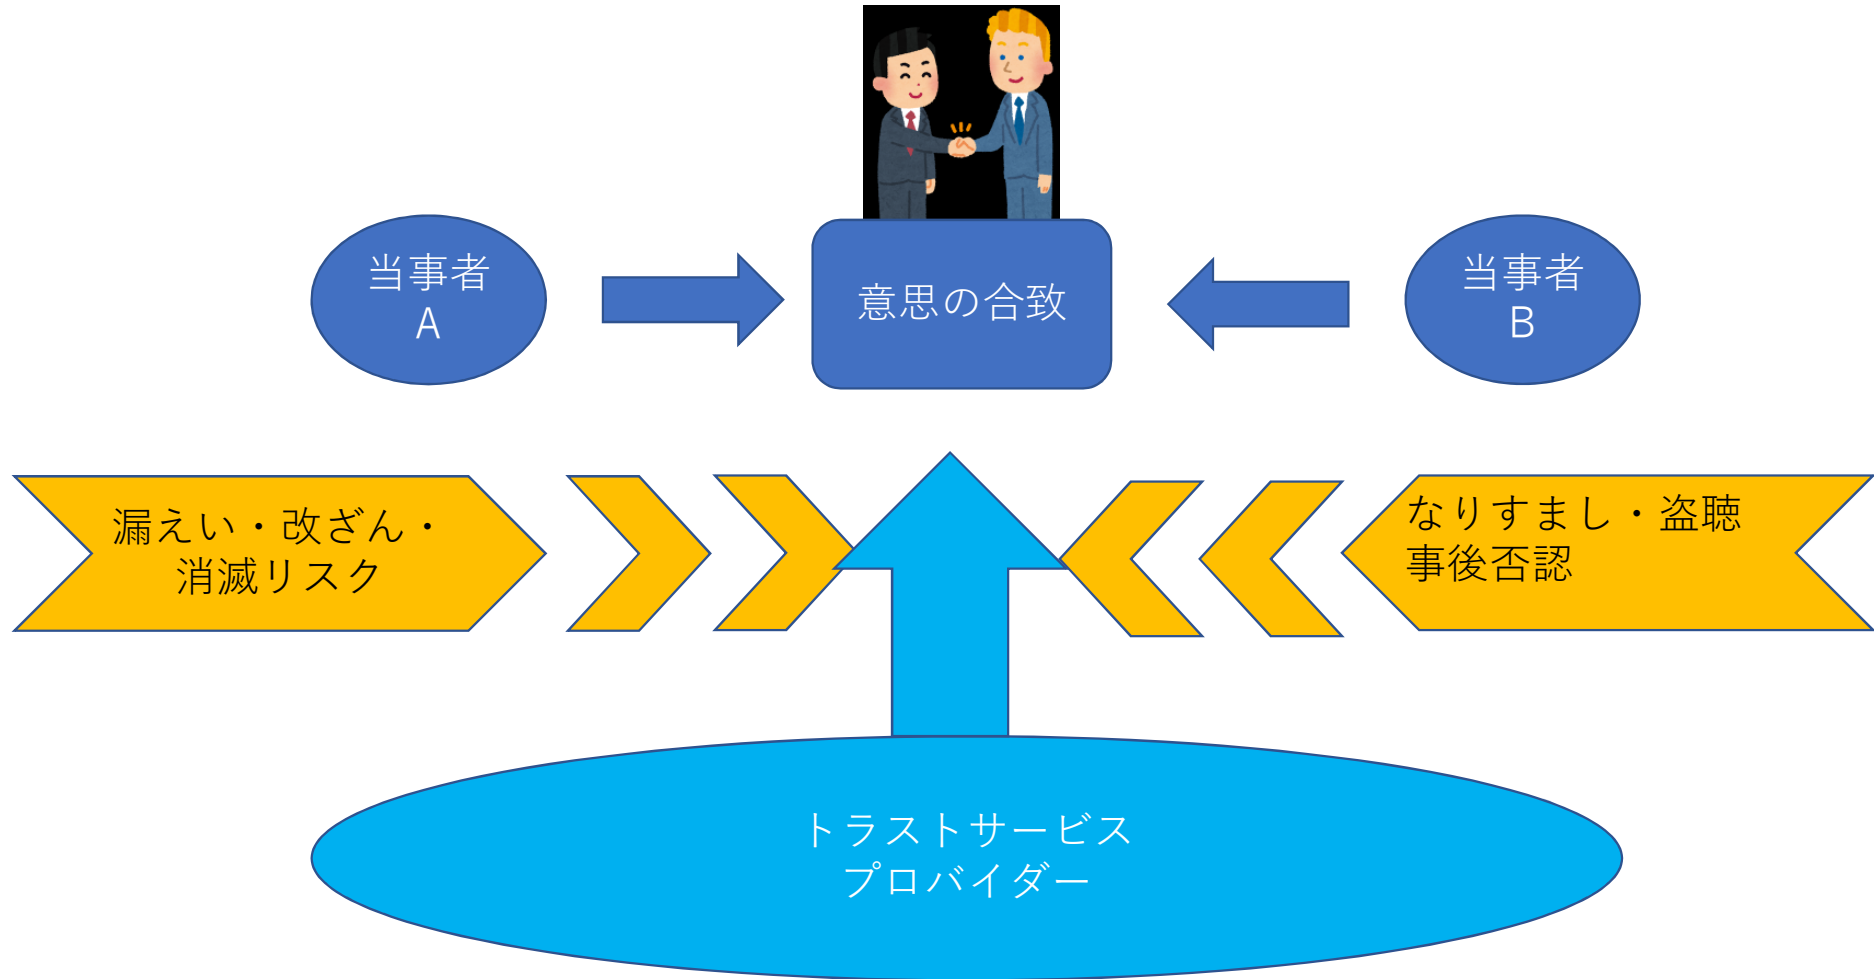 当事者
A
意思の合致
当事者
B
漏えい・改ざん・
消滅リスク
なりすまし・盗聴
事後否認
トラストサービス
プロバイダー